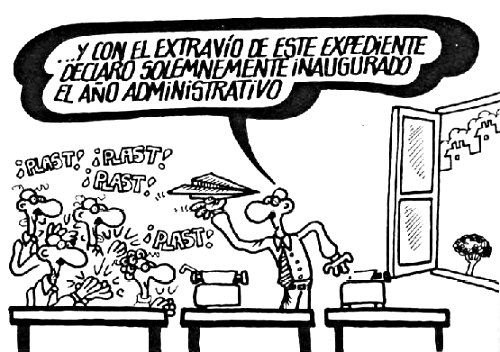 ...Y CON EL EXTRAVÍO DE ESTE EXPEDIENTE
DECLARO SOLEMNEMENTE INAUGURADO
EL AÑO ADMINISTRATIVO
¡PLAST! ¡PLAST!
¡PLAST!
¡PLAST!